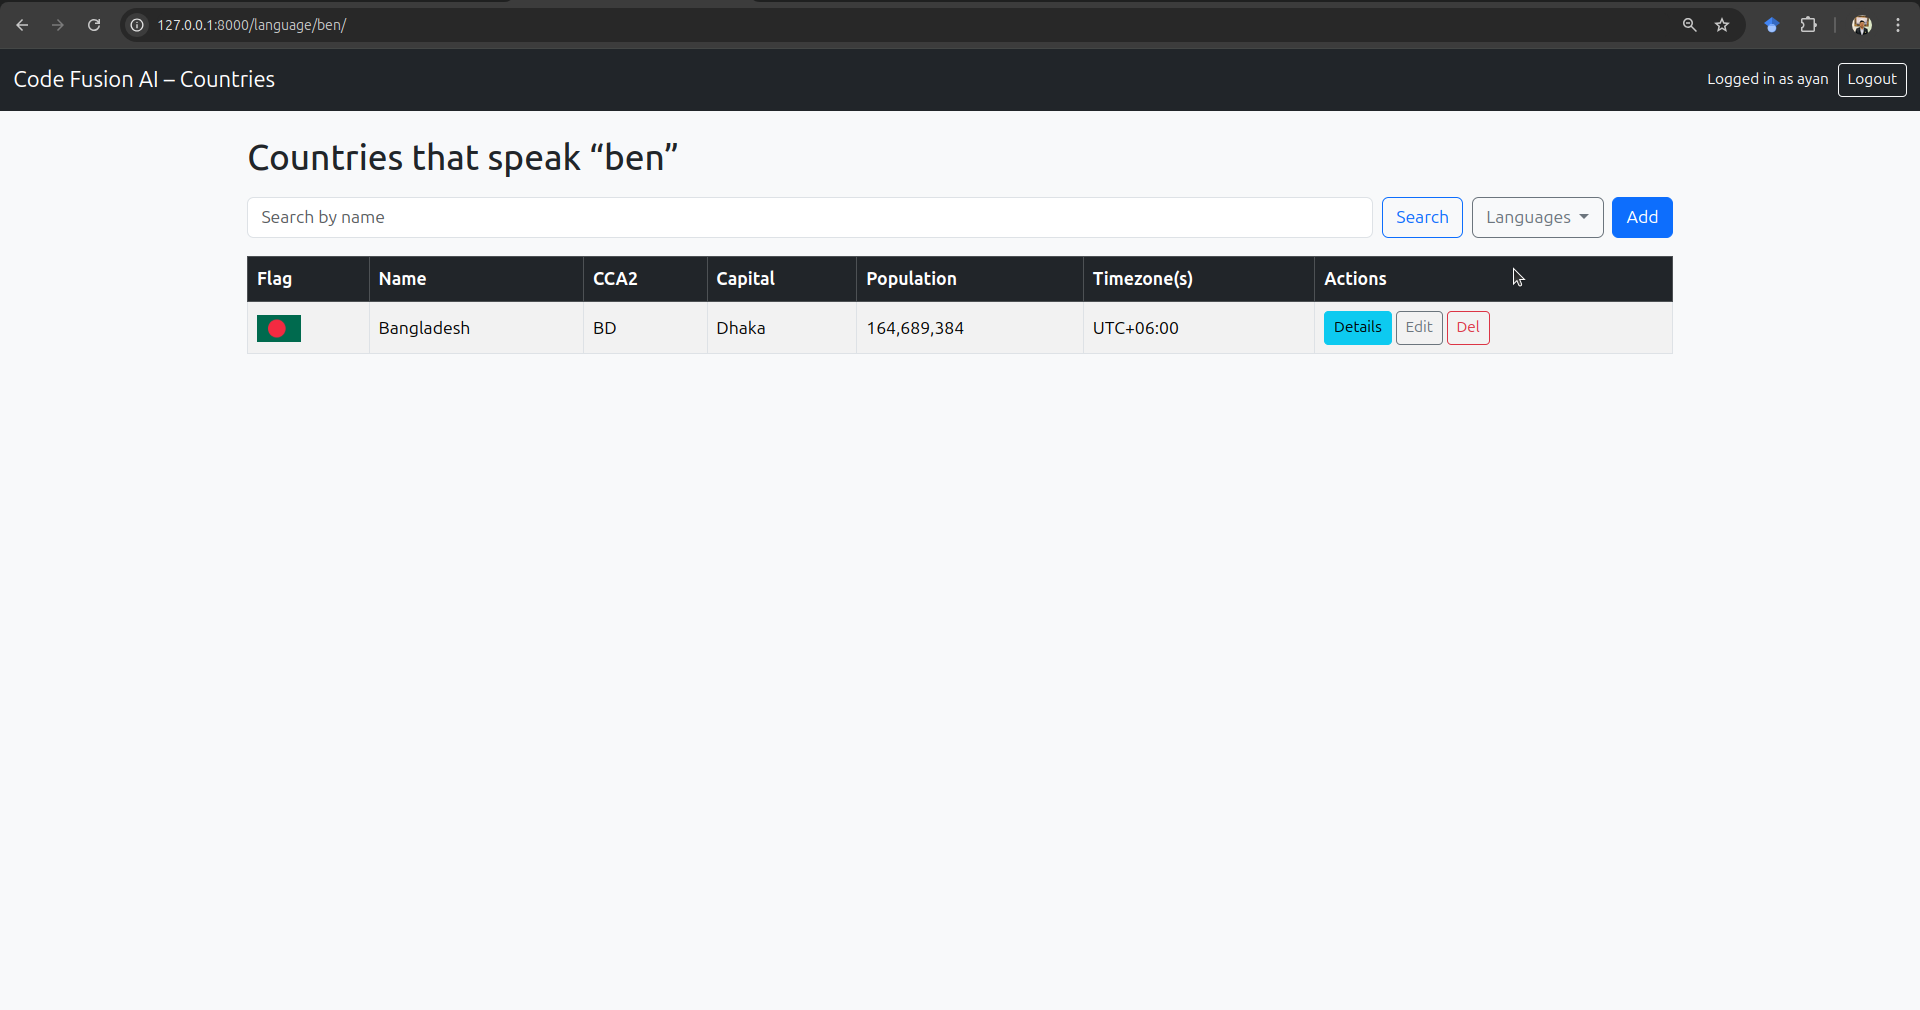 127.0.0.1:8000/language/ben/
Code Fusion AI – Countries
Logged in as ayan
Logout
Countries that speak “ben”
Search by name
Search
Languages
Add
Flag Name CCA2 Capital Population Timezone(s) Actions
Bangladesh BD Dhaka 164,689,384 UTC+06:00 Details Edit Del